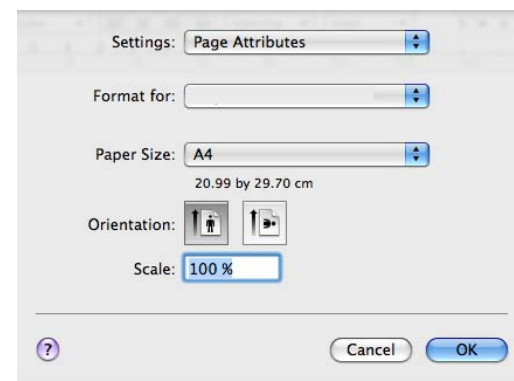 Settings: Page Attributes
Format for:
Paper Size: A4
20.99 by 29.70 cm
Orientation:
Scale: 100 %
? Cancel OK